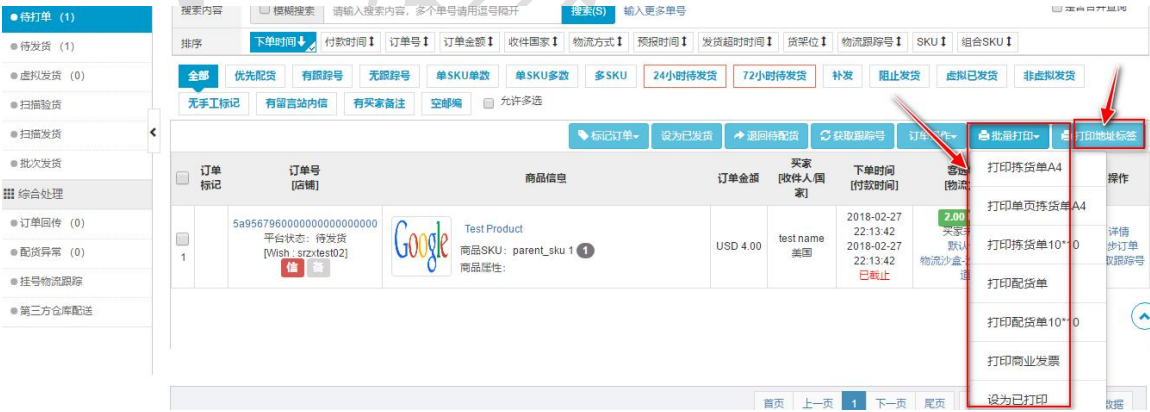 待打单 (1)
待发货 (1)
虚拟发货 (0)
扫描验货
扫描发货
批次发货
综合处理
订单回传 (0)
配货异常 (0)
挂号物流跟踪
第三方仓库配送
搜索内容 模糊搜索 请输入搜索内容，多个单号请用逗号隔开 搜索(S) 输入更多单号 是否合并查询
排序 下单时间 付款时间 订单号 订单金额 收件国家 物流方式 预报时间 发货超时时间 货架位 物流跟踪号 SKU 组合SKU
全部 优先配货 有跟踪号 无跟踪号 单SKU单数 单SKU多数 多SKU 24小时待发货 72小时待发货 补发 阻止发货 虚拟已发货 非虚拟发货
无手工标记 有留言站内信 有买家备注 空邮编 允许多选
标记订单 设为已发货 退回待配货 获取跟踪号 批量打印 打印地址标签
订单标记 订单号 [店铺] 商品信息 订单金额 买家 [收件人/国家] 下单时间 [付款时间] 操作
1
5a9567960000000000000000
平台状态：待发货
[Wish : srzxtest02]
值 备
Google
Test Product
商品SKU：parent_sku 1 1
商品属性：
USD 4.00
test name
美国
2018-02-27
22:13:42
2018-02-27
22:13:42
已截止
2.00
默认
物流沙盒-
详情
步订单
取跟踪号
打印拣货单A4
打印单页拣货单A4
打印拣货单10*10
打印配货单
打印配货单10*10
打印商业发票
设为已打印
首页 上一页 1 下一页 尾页 数据